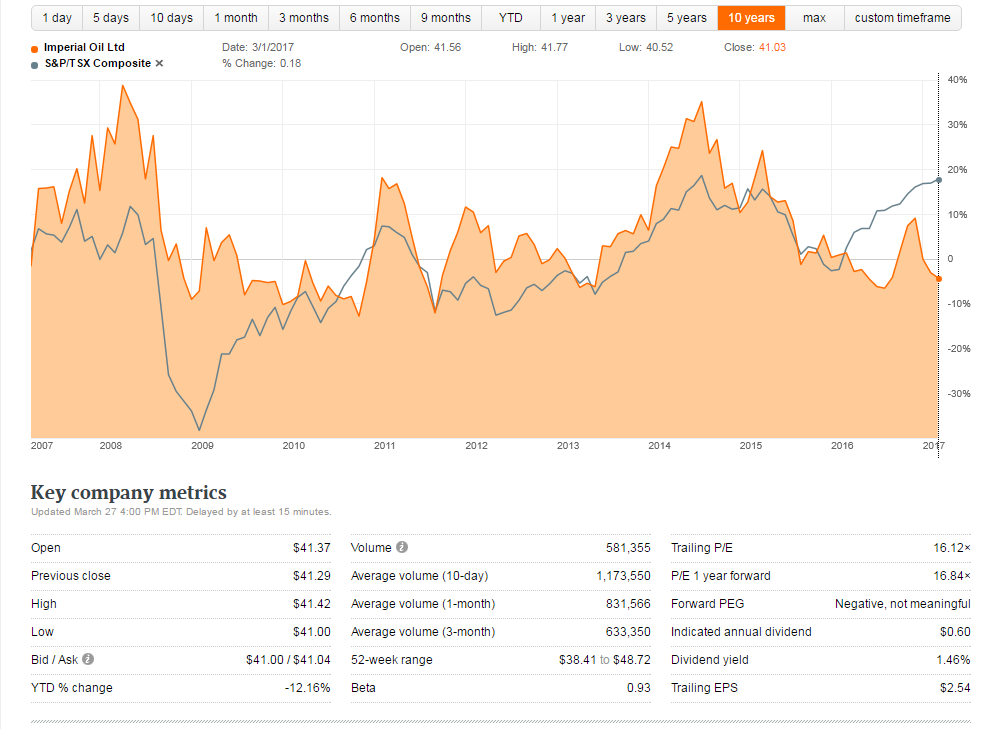 1 day 5 days 10 days 1 month 3 months 6 months 9 months YTD 1 year 3 years 5 years 10 years max custom timeframe
Imperial Oil Ltd Date: 3/1/2017 Open: 41.56 High: 41.77 Low: 40.52 Close: 41.03
S&P/TSX Composite ✕ % Change: 0.18
40%
30%
20%
10%
0
-10%
-20%
-30%
2007 2008 2009 2010 2011 2012 2013 2014 2015 2016 2017
Key company metrics
Updated March 27 4:00 PM EDT. Delayed by at least 15 minutes.
Open $41.37 Volume i 581,355 Trailing P/E 16.12×
Previous close $41.29 Average volume (10-day) 1,173,550 P/E 1 year forward 16.84×
High $41.42 Average volume (1-month) 831,566 Forward PEG Negative, not meaningful
Low $41.00 Average volume (3-month) 633,350 Indicated annual dividend $0.60
Bid / Ask i $41.00 / $41.04 52-week range $38.41 to $48.72 Dividend yield 1.46%
YTD % change -12.16% Beta 0.93 Trailing EPS $2.54